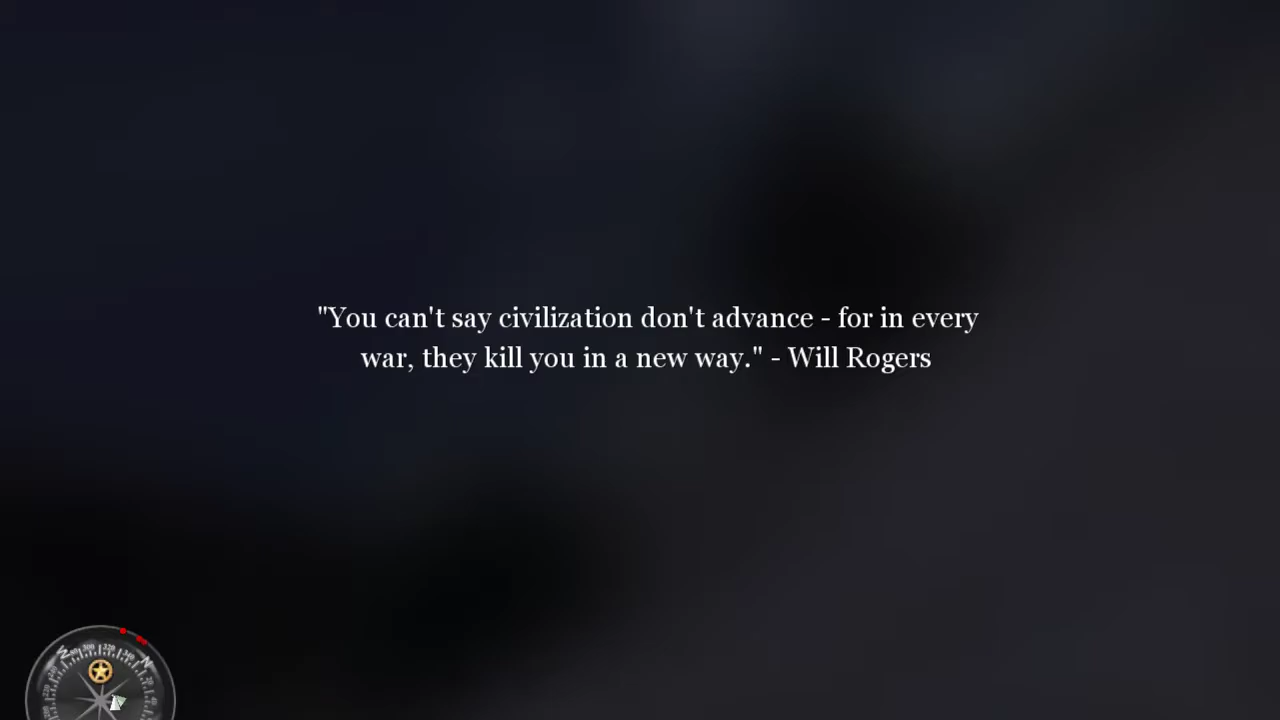 "You can't say civilization don't advance - for in every
war, they kill you in a new way." - Will Rogers